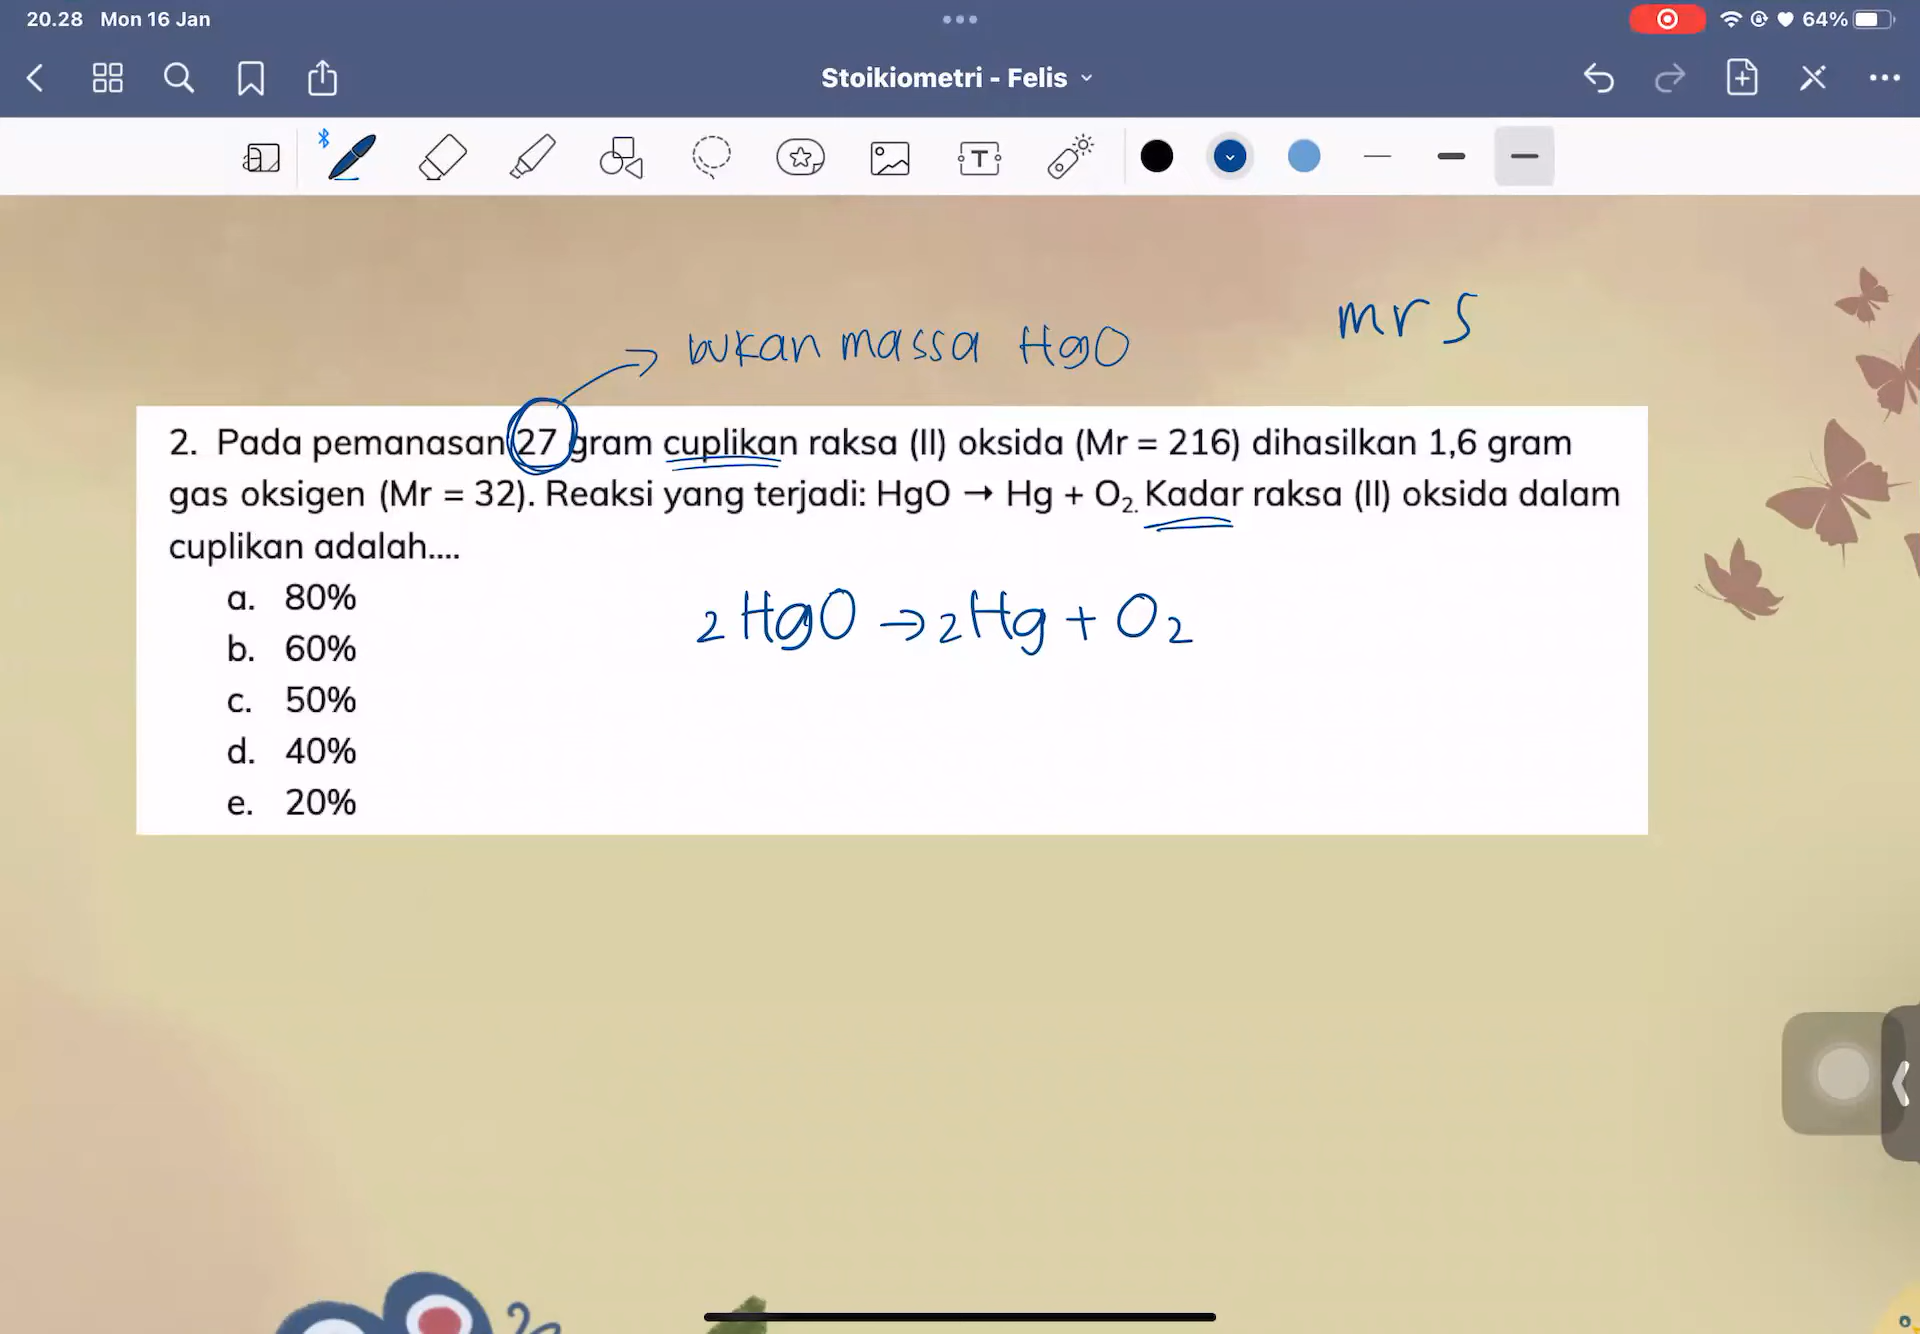 20.28 Mon 16 Jan
64%
Stoikiometri - Felis
a
T
mr s
bukan massa HgO
2. Pada pemanasan 27 gram cuplikan raksa (II) oksida (Mr = 216) dihasilkan 1,6 gram
gas oksigen (Mr = 32). Reaksi yang terjadi: HgO → Hg + O₂. Kadar raksa (II) oksida dalam
cuplikan adalah....
a. 80%
b. 60%
c. 50%
d. 40%
e. 20%
2 HgO → 2 Hg + O₂